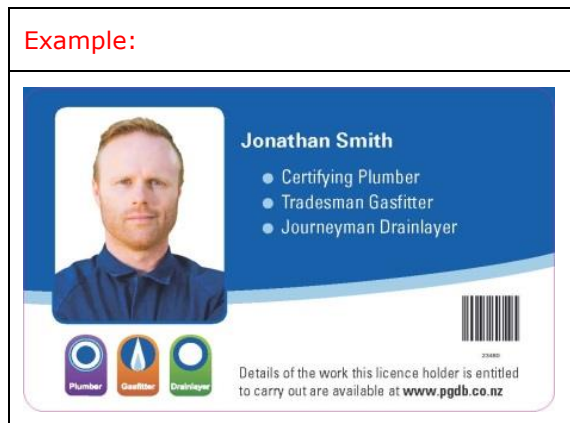 Example:
Jonathan Smith
Certifying Plumber
Tradesman Gasfitter
Journeyman Drainlayer
23480
Plumber Gasfitter Drainlayer
Details of the work this licence holder is entitled
to carry out are available at www.pgdb.co.nz